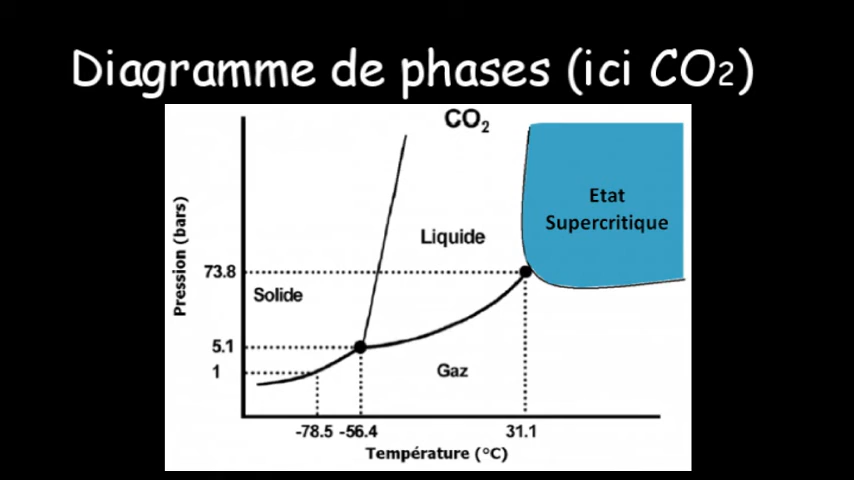 Diagramme de phases (ici CO2)
CO2
Etat
Supercritique
Liquide
Pression (bars)
73.8
Solide
5.1
1
Gaz
-78.5 -56.4 31.1
Température (°C)